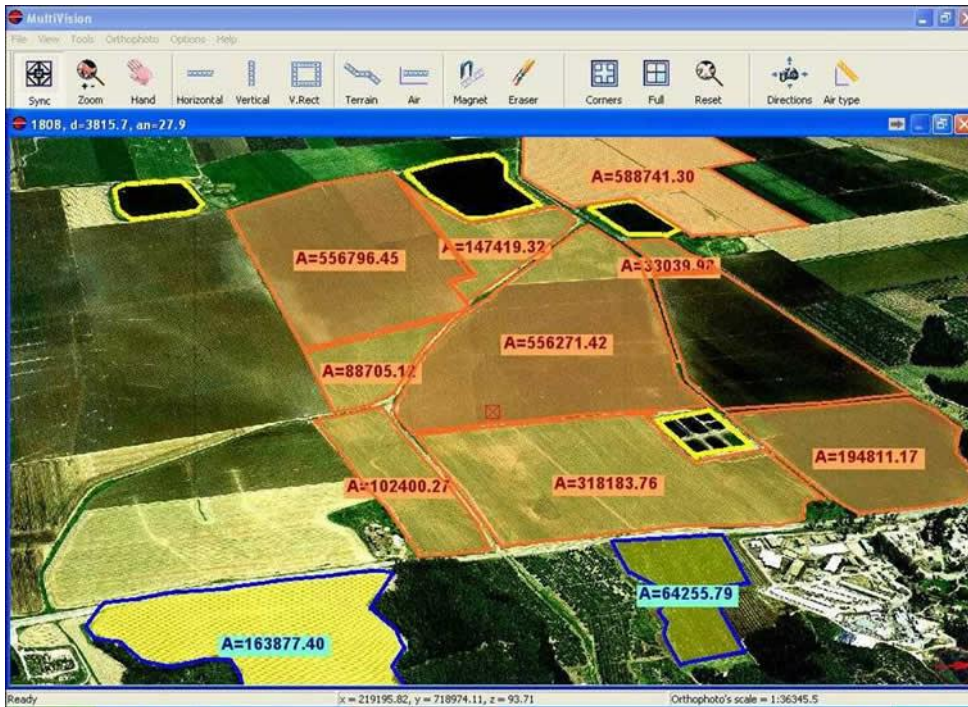 MultiVision
File View Tools Orthophoto Options Help
Sync Zoom Hand Horizontal Vertical V.Rect Terrain Air Magnet Eraser Corners Full Reset Directions Air type
1808, d=3815.7, an=27.9
A=588741.30
A=147419.32
A=556796.45
A=33039.98
A=556271.42
A=88705.12
A=194811.17
A=102400.27
A=318183.76
A=64255.79
A=163877.40
Ready x = 219195.82, y = 718974.11, z = 93.71 Orthophoto's scale = 1:36345.5